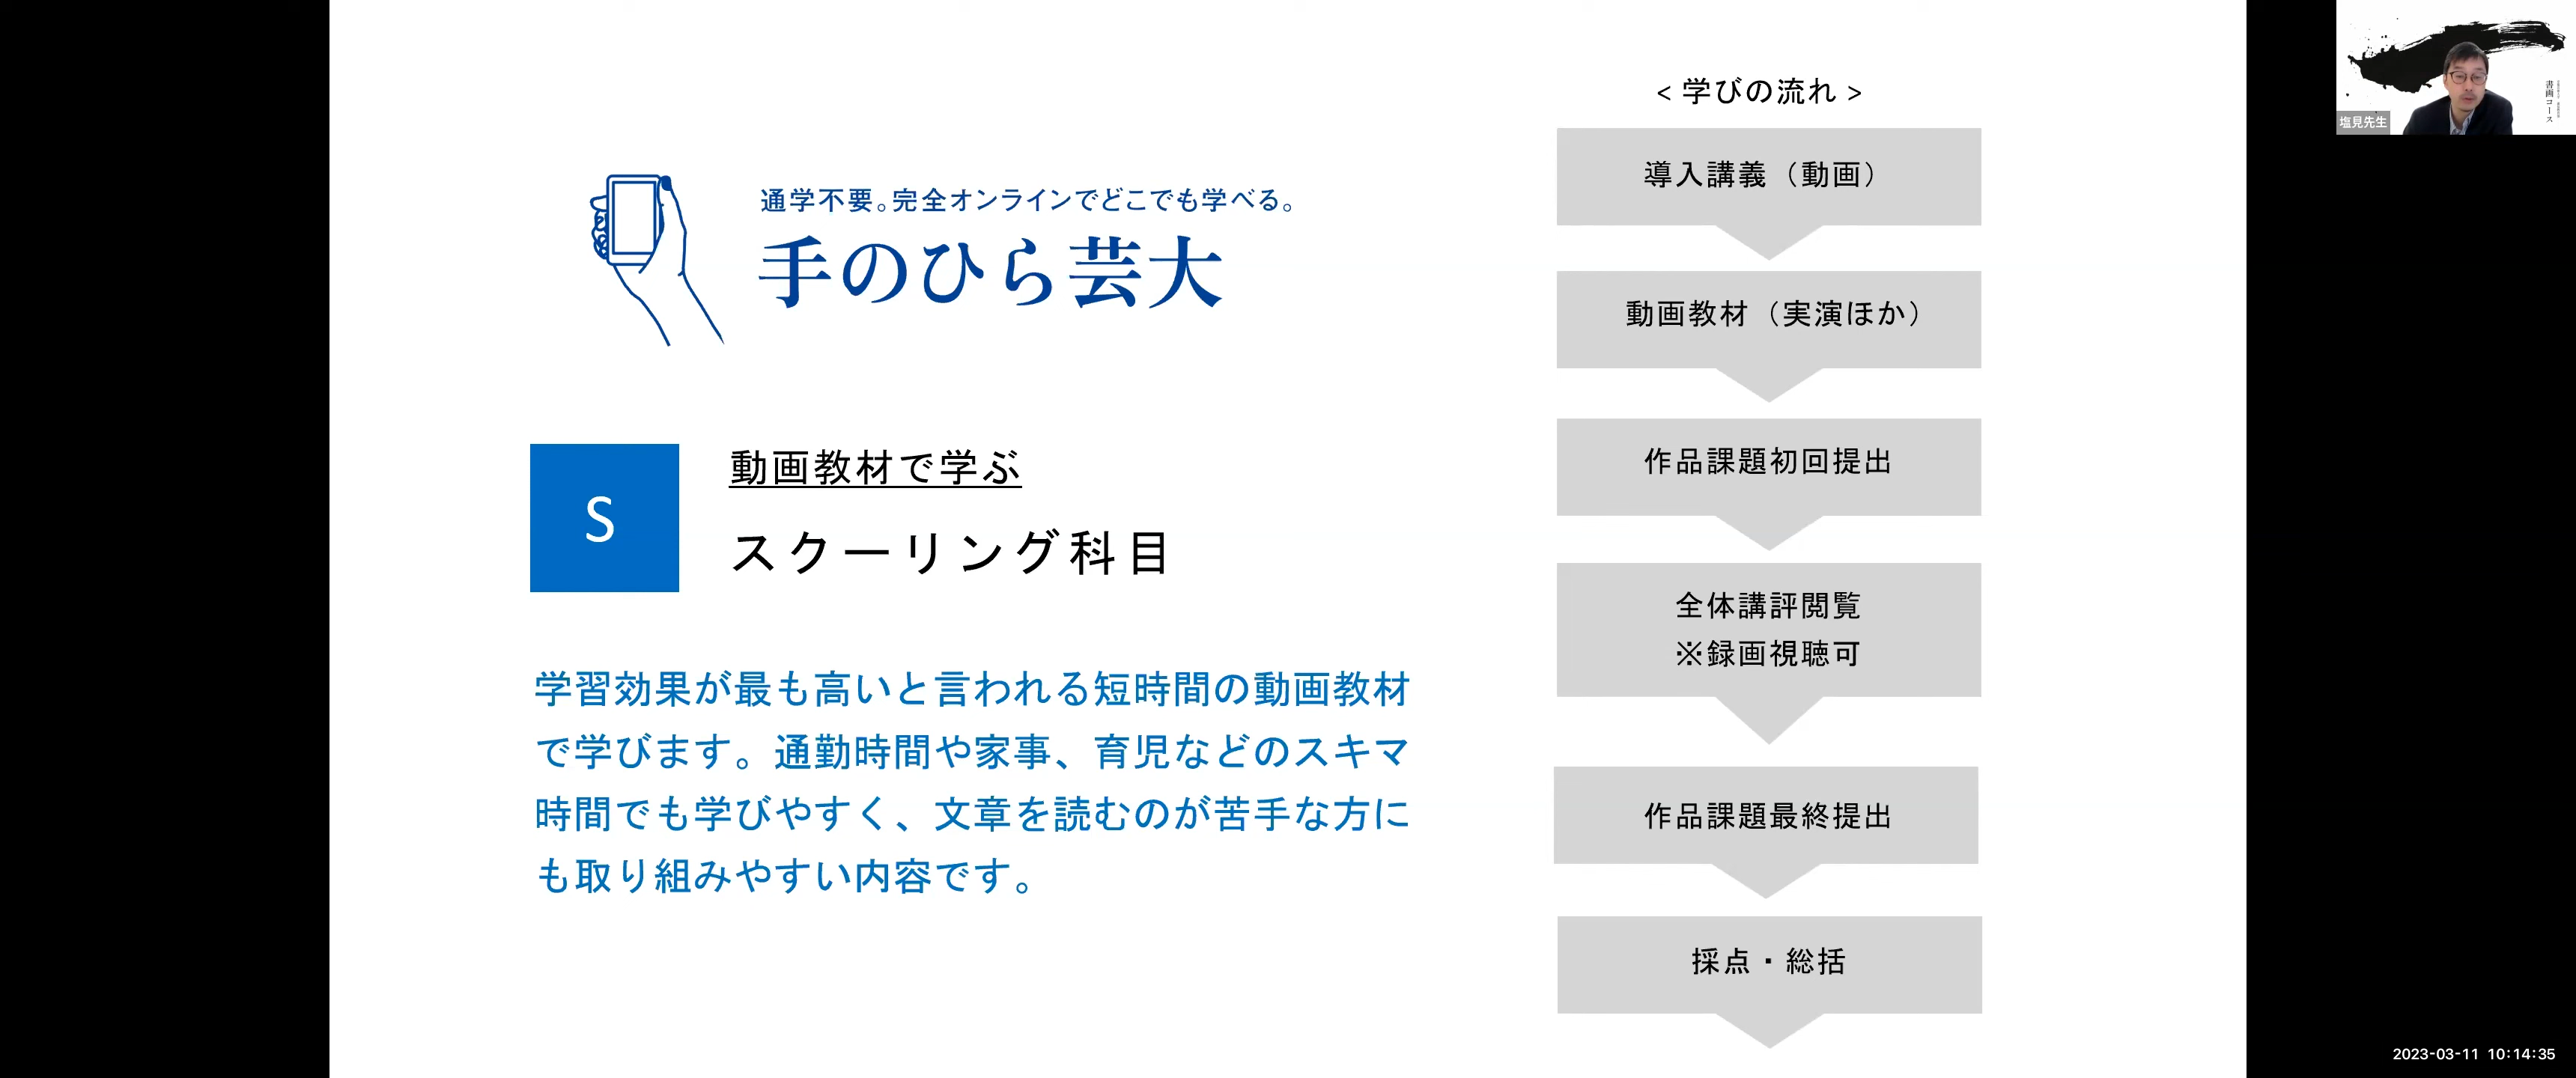 通学不要。完全オンラインでどこでも学べる。
手のひら芸大
S
動画教材で学ぶ
スクーリング科目
学習効果が最も高いと言われる短時間の動画教材
で学びます。通勤時間や家事、育児などのスキマ
時間でも学びやすく、文章を読むのが苦手な方に
も取り組みやすい内容です。
< 学びの流れ >
導入講義（動画）
動画教材（実演ほか）
作品課題初回提出
全体講評閲覧
※録画視聴可
作品課題最終提出
採点・総括
書画コース
塩見先生
2023-03-11 10:14:35